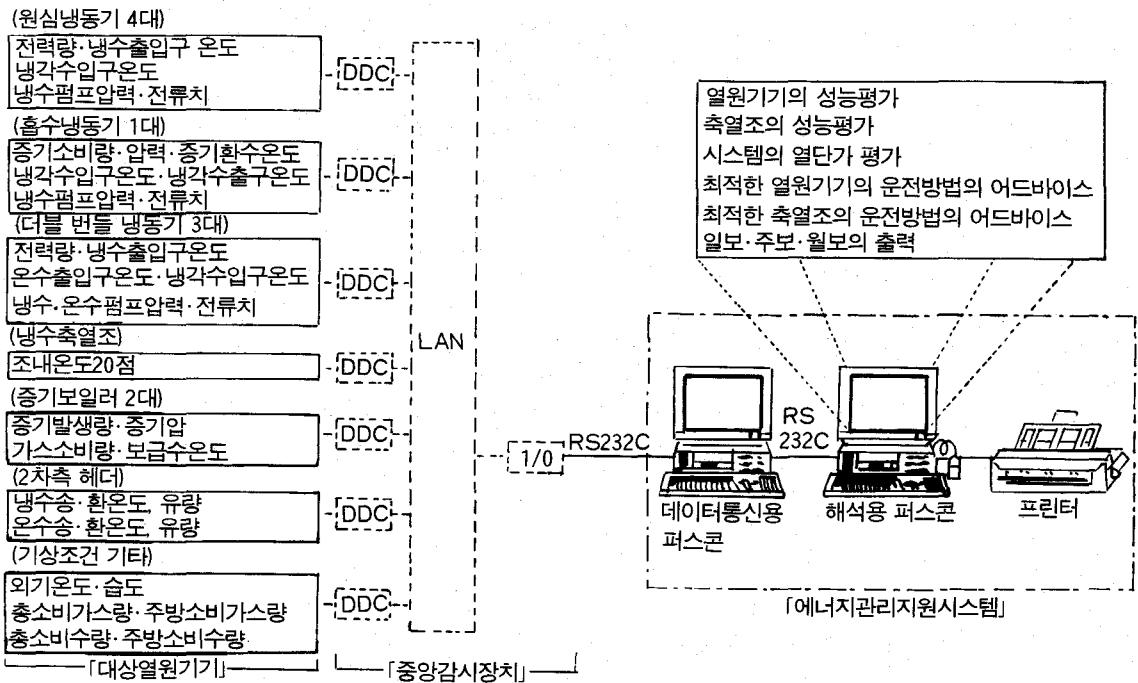 (원심냉동기 4대)
전력량·냉수출입구 온도
냉각수입구온도
냉수펌프압력·전류치
DDC
(흡수냉동기 1대)
증기소비량·압력·증기환수온도
냉각수입구온도·냉각수출구온도
냉수펌프압력·전류치
DDC
(더블 번들 냉동기 3대)
전력량·냉수출입구온도
온수출입구온도·냉각수입구온도
냉수·온수펌프압력·전류치
DDC
(냉수축열조)
조내온도20점
DDC
(증기보일러 2대)
증기발생량·증기압
가스소비량·보급수온도
DDC
(2차측 헤더)
냉수송·환온도, 유량
온수송·환온도, 유량
DDC
(기상조건 기타)
외기온도·습도
총소비가스량·주방소비가스량
총소비수량·주방소비수량
DDC
「대상열원기기」
LAN
「중앙감시장치」
1/0
RS232C
열원기기의 성능평가
축열조의 성능평가
시스템의 열단가 평가
최적한 열원기기의 운전방법의 어드바이스
최적한 축열조의 운전방법의 어드바이스
일보·주보·월보의 출력
RS
232C
데이터통신용
퍼스콘
해석용 퍼스콘
프린터
「에너지관리지원시스템」